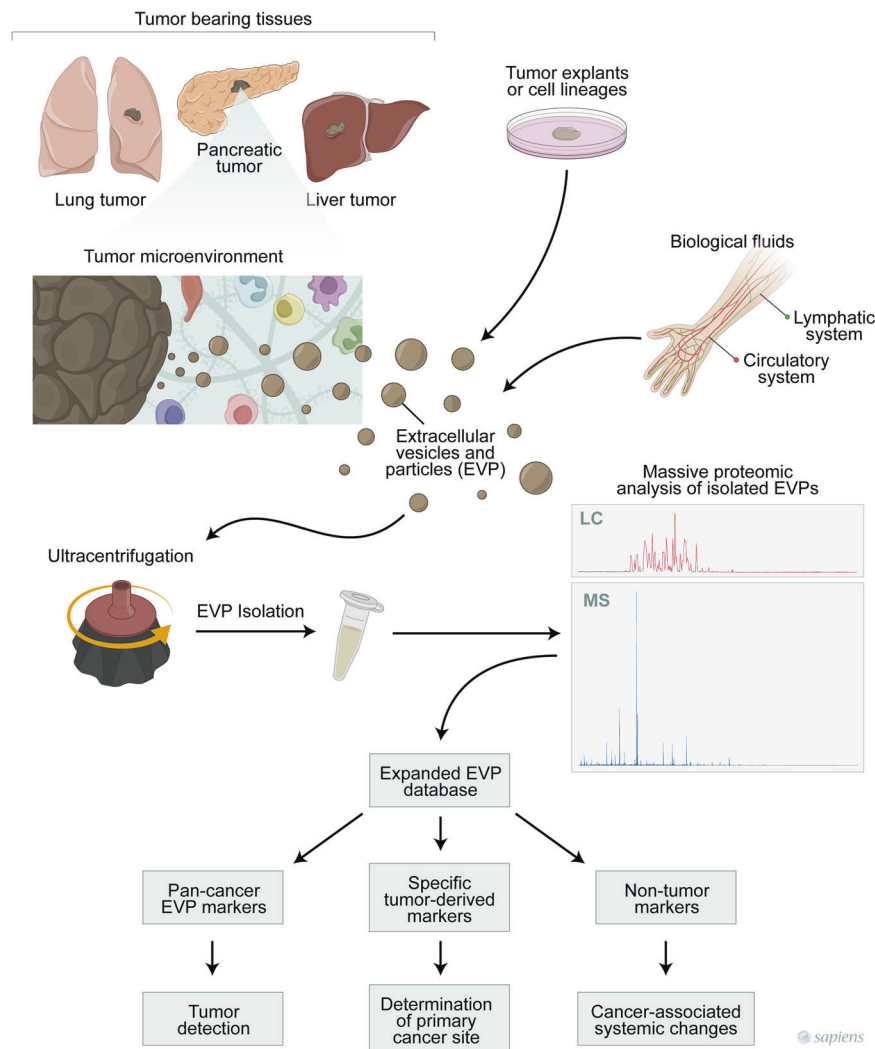 Tumor bearing tissues
Tumor explants
or cell lineages
Pancreatic
tumor
Lung tumor
Liver tumor
Tumor microenvironment
Biological fluids
Lymphatic
system
Circulatory
system
Extracellular
vesicles and
particles (EVP)
Massive proteomic
analysis of isolated EVPs
LC
MS
Ultracentrifugation
EVP Isolation
Expanded EVP
database
Pan-cancer
EVP markers
Specific
tumor-derived
markers
Non-tumor
markers
Tumor
detection
Determination
of primary
cancer site
Cancer-associated
systemic changes
sapiens